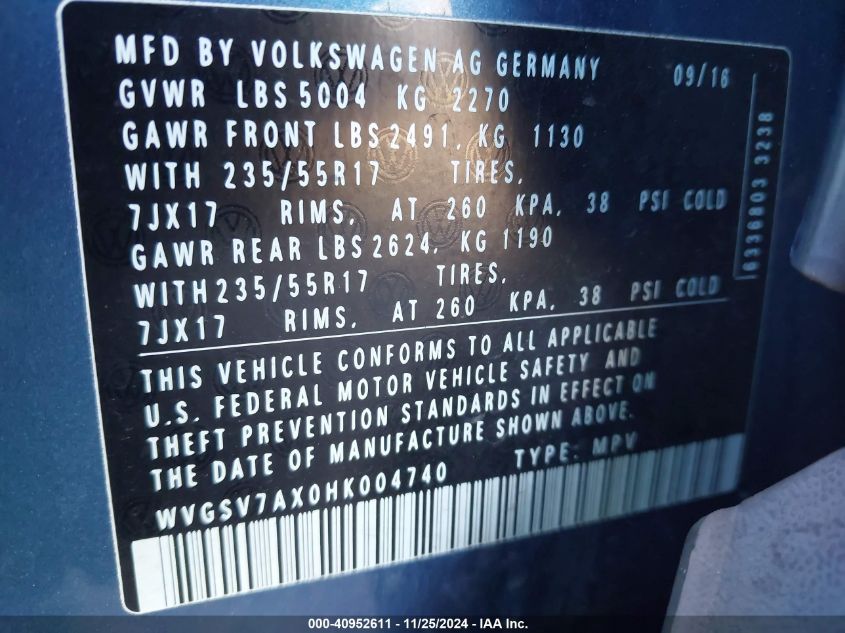 MFD BY VOLKSWAGEN AG GERMANY 09/16
GVWR LBS 5004 KG 2270
GAWR FRONT LBS 2491, KG 1130
WITH 235/55R17 TIRES,
7JX17 RIMS, AT 260 KPA, 38 PSI COLD
GAWR REAR LBS 2624, KG 1190
WITH 235/55R17 TIRES,
7JX17 RIMS, AT 260 KPA, 38 PSI COLD
THIS VEHICLE CONFORMS TO ALL APPLICABLE
U.S. FEDERAL MOTOR VEHICLE SAFETY AND
THEFT PREVENTION STANDARDS IN EFFECT ON
THE DATE OF MANUFACTURE SHOWN ABOVE.
WVGSV7AX0HK004740 TYPE: MPV
6336803 3238
000-40952611 - 11/25/2024 - IAA Inc.